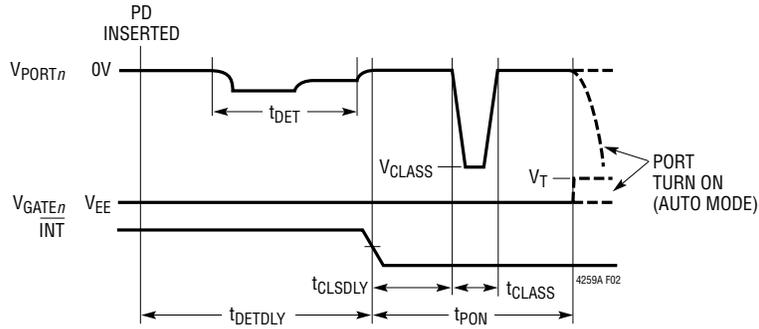 PD
INSERTED
VPORTn 0V
tDET
VCLASS
VT
PORT
TURN ON
(AUTO MODE)
VGATEn VEE
INT
tCLSDLY
tCLASS
4259A F02
tDETDLY
tPON